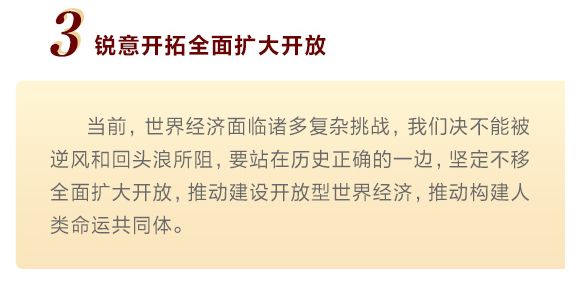 3 锐意开拓全面扩大开放
当前，世界经济面临诸多复杂挑战，我们决不能被
逆风和回头浪所阻，要站在历史正确的一边，坚定不移
全面扩大开放，推动建设开放型世界经济，推动构建人
类命运共同体。